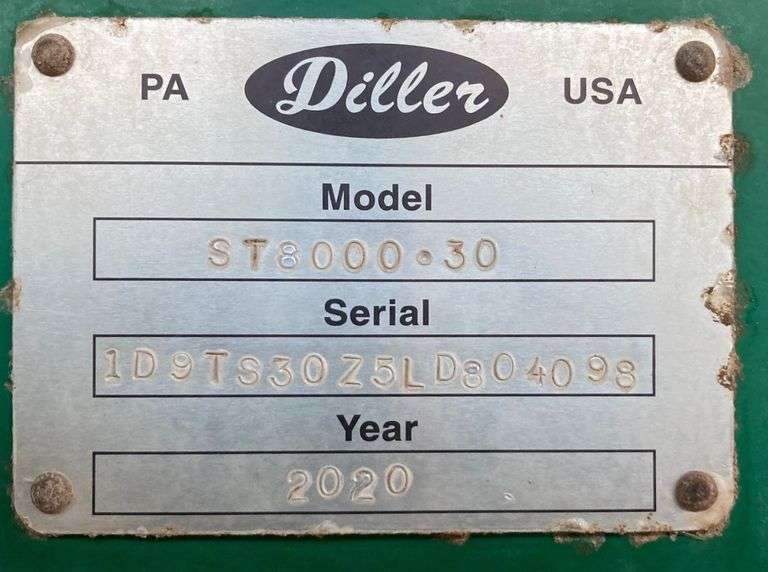 PA Diller USA
Model
ST8000•30
Serial
1D9TS30Z5LD804098
Year
2020